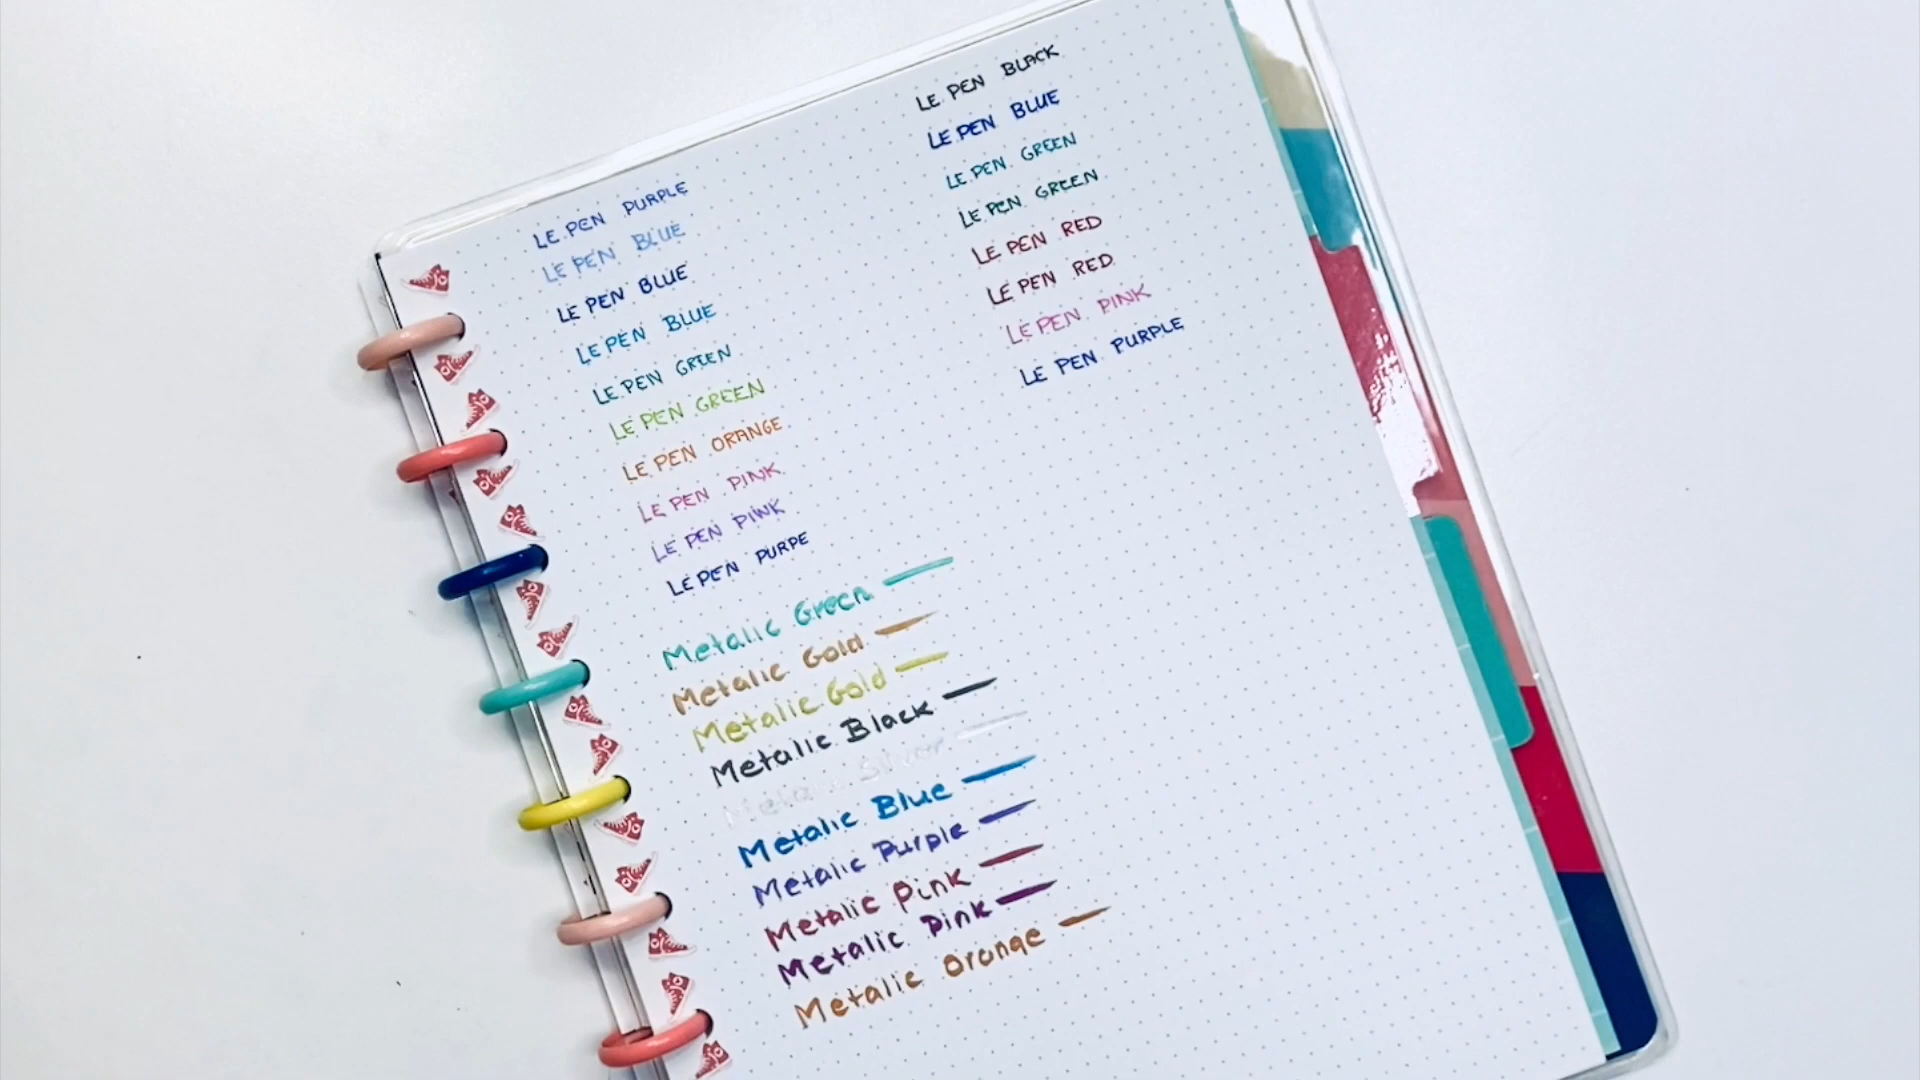 LE PEN PURPLE
LE PEN BLUE
LE PEN BLUE
LE PEN BLUE
LE PEN GREEN
LE PEN GREEN
LE PEN ORANGE
LE PEN PINK
LE PEN PINK
LE PEN PURPE
Metalic Green
Metalic Gold
Metalic Gold
Metalic Black
Metalic Silver
Metalic Blue
Metalic Purple
Metalic Pink
Metalic Pink
Metalic Orange
LE PEN BLACK
LE PEN BLUE
LE PEN GREEN
LE PEN GREEN
LE PEN RED
LE PEN RED
LE PEN PINK
LE PEN PURPLE